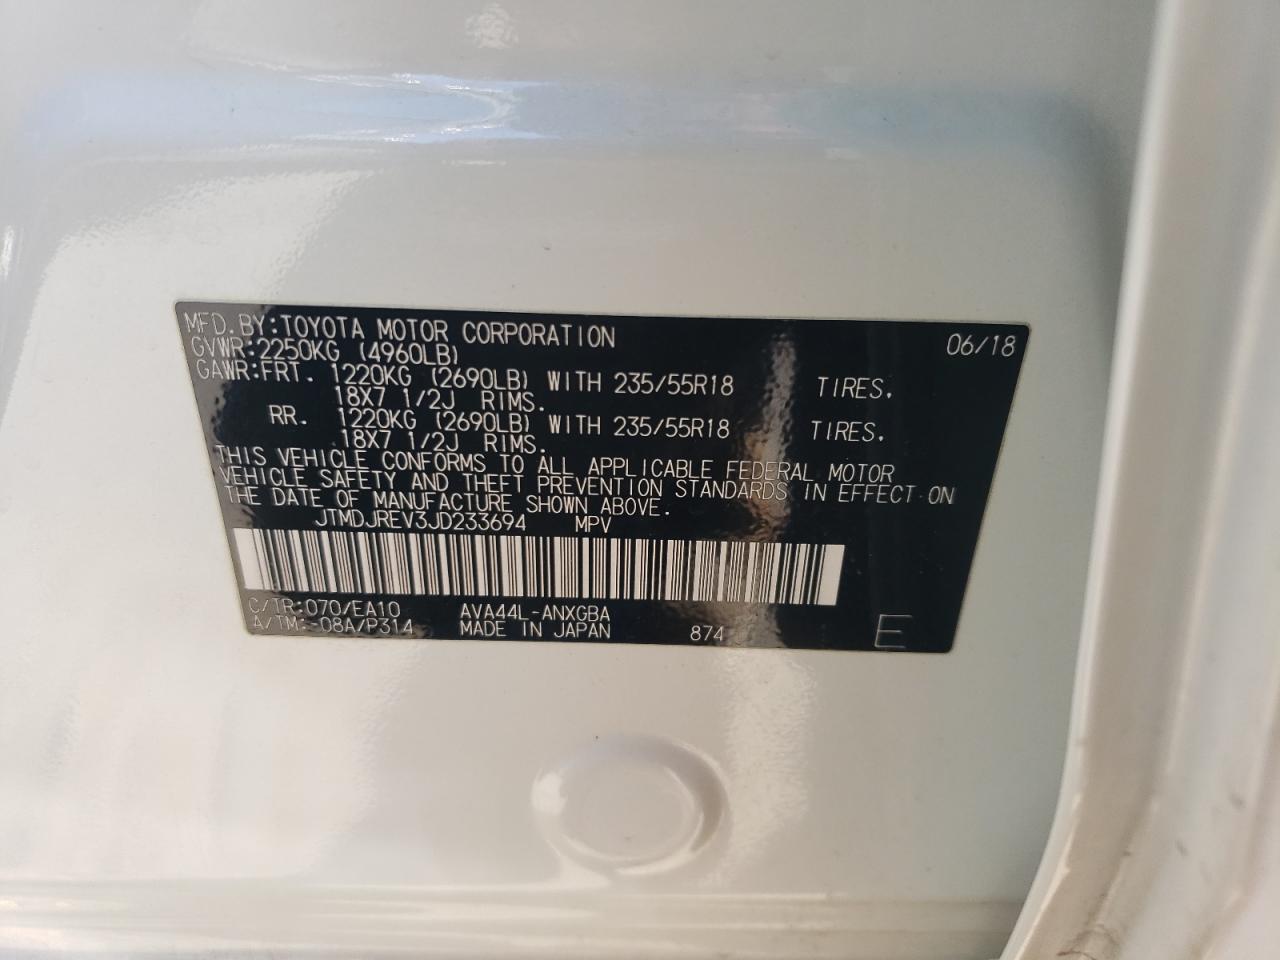 MFD.BY:TOYOTA MOTOR CORPORATION 06/18
GVWR:2250KG (4960LB)
GAWR:FRT. 1220KG (2690LB) WITH 235/55R18 TIRES.
18X7 1/2J RIMS.
RR. 1220KG (2690LB) WITH 235/55R18 TIRES.
18X7 1/2J RIMS.
THIS VEHICLE CONFORMS TO ALL APPLICABLE FEDERAL MOTOR
VEHICLE SAFETY AND THEFT PREVENTION STANDARDS IN EFFECT ON
THE DATE OF MANUFACTURE SHOWN ABOVE.
JTMDJREV3JD233694 MPV
C/TR:070/EA10 AVA44L-ANXGBA
A/TM:-08A/P314 MADE IN JAPAN 874 E